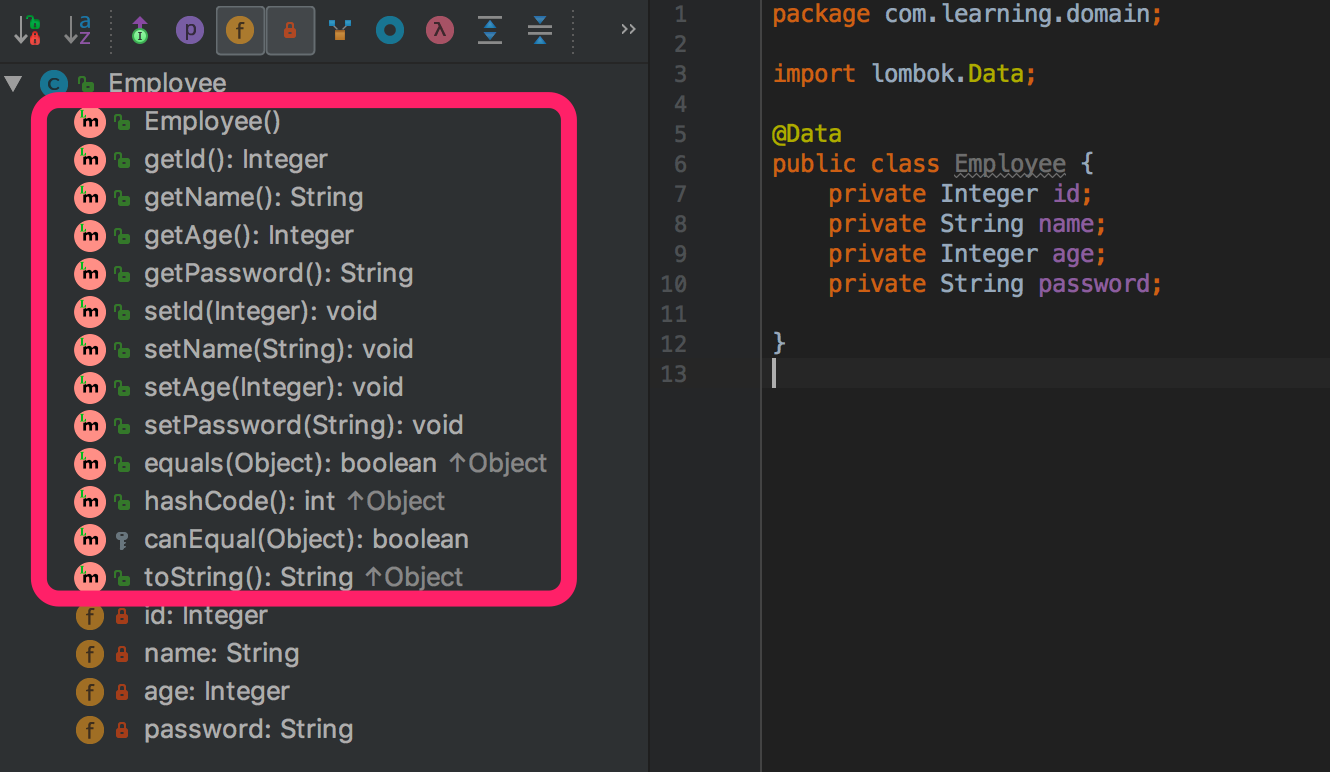 Employee
Employee()
getId(): Integer
getName(): String
getAge(): Integer
getPassword(): String
setId(Integer): void
setName(String): void
setAge(Integer): void
setPassword(String): void
equals(Object): boolean ↑Object
hashCode(): int ↑Object
canEqual(Object): boolean
toString(): String ↑Object
id: Integer
name: String
age: Integer
password: String
1 package com.learning.domain;
2
3 import lombok.Data;
4
5 @Data
6 public class Employee {
7 private Integer id;
8 private String name;
9 private Integer age;
10 private String password;
11
12 }
13